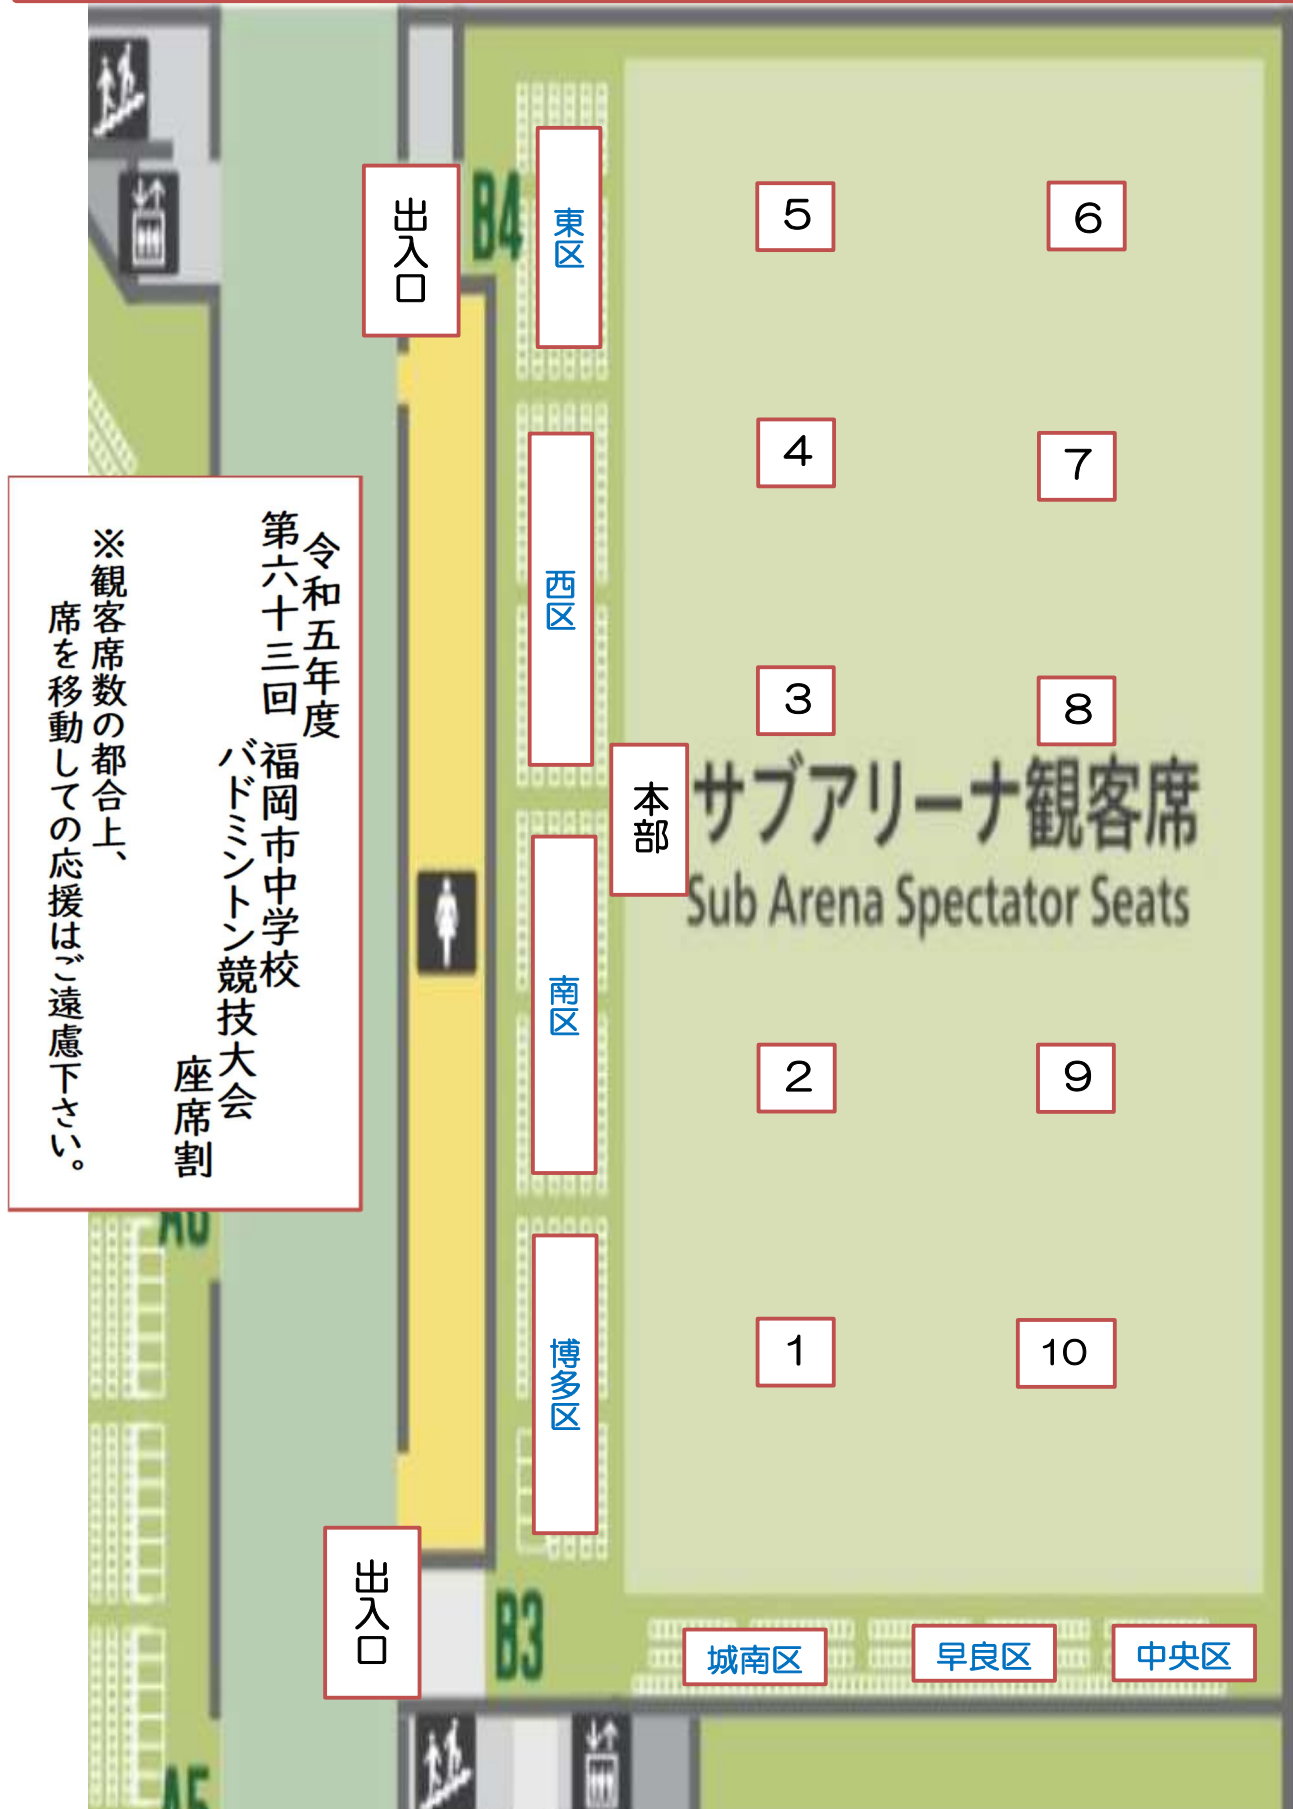 令和五年度
第六十三回 福岡市中学校
バドミントン競技大会
座席割
※観客席数の都合上、
席を移動しての応援はご遠慮下さい。
出入口
B4
東区
5
6
4
7
西区
3
8
本部
サブアリーナ観客席
Sub Arena Spectator Seats
南区
2
9
博多区
1
10
出入口
B3
城南区
早良区
中央区
A6
A5